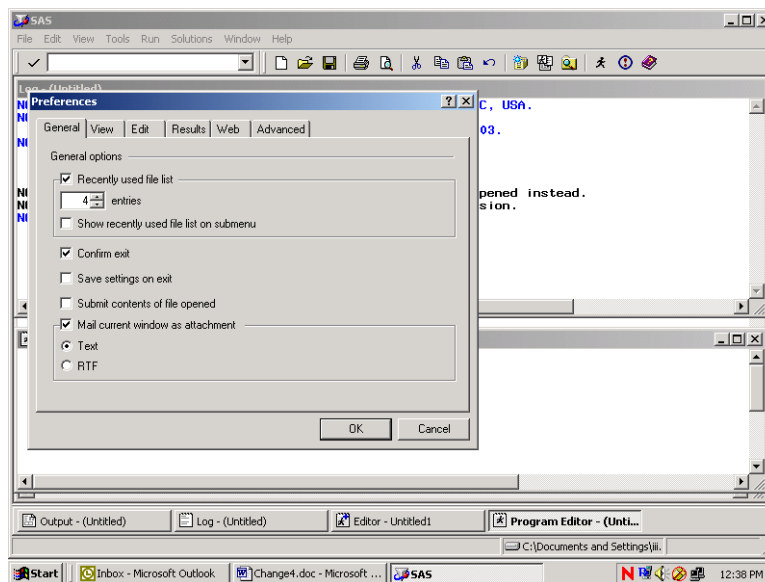 SAS
File Edit View Tools Run Solutions Window Help
Log - (Untitled)
Preferences
C, USA.
General View Edit Results Web Advanced
03.
General options
Recently used file list
4 entries
pened instead.
sion.
Show recently used file list on submenu
Confirm exit
Save settings on exit
Submit contents of file opened
Mail current window as attachment
Text
RTF
OK Cancel
Output - (Untitled) Log - (Untitled) Editor - Untitled1 Program Editor - (Unti...
C:\Documents and Settings\iii.
Start Inbox - Microsoft Outlook Change4.doc - Microsoft ... SAS 12:38 PM